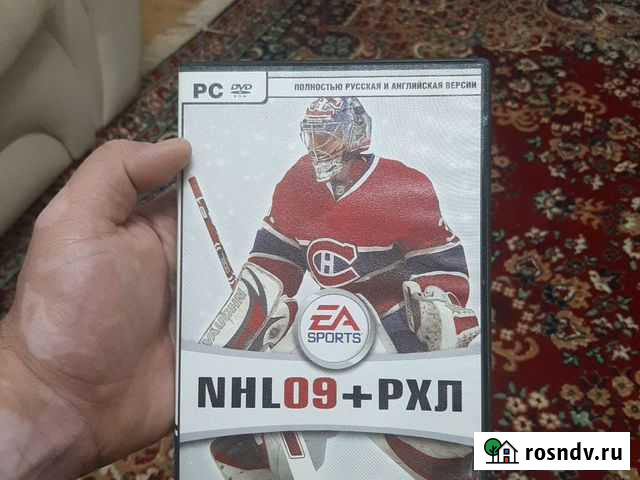 PC DVD
ПОЛНОСТЬЮ РУССКАЯ И АНГЛИЙСКАЯ ВЕРСИИ
EA
SPORTS
NHL09+РХЛ
rosndv.ru